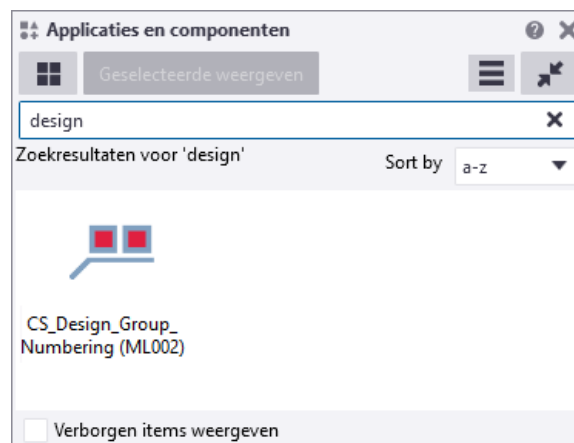 Applicaties en componenten
Geselecteerde weergeven
design
Zoekresultaten voor 'design'
Sort by
a-z
CS_Design_Group_
Numbering (ML002)
Verborgen items weergeven